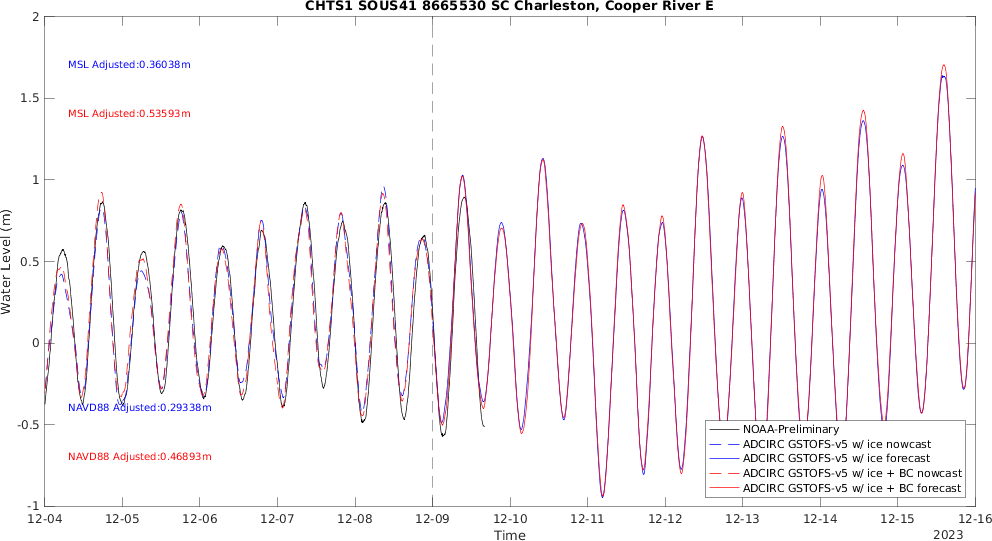 CHTS1 SOUS41 8665530 SC Charleston, Cooper River E
2
1.5
1
0.5
0
-0.5
-1
Water Level (m)
MSL Adjusted:0.36038m
MSL Adjusted:0.53593m
NAVD88 Adjusted:0.29338m
NAVD88 Adjusted:0.46893m
NOAA-Preliminary
ADCIRC GSTOFS-v5 w/ ice nowcast
ADCIRC GSTOFS-v5 w/ ice forecast
ADCIRC GSTOFS-v5 w/ ice + BC nowcast
ADCIRC GSTOFS-v5 w/ ice + BC forecast
12-04 12-05 12-06 12-07 12-08 12-09 12-10 12-11 12-12 12-13 12-14 12-15 12-16
Time
2023